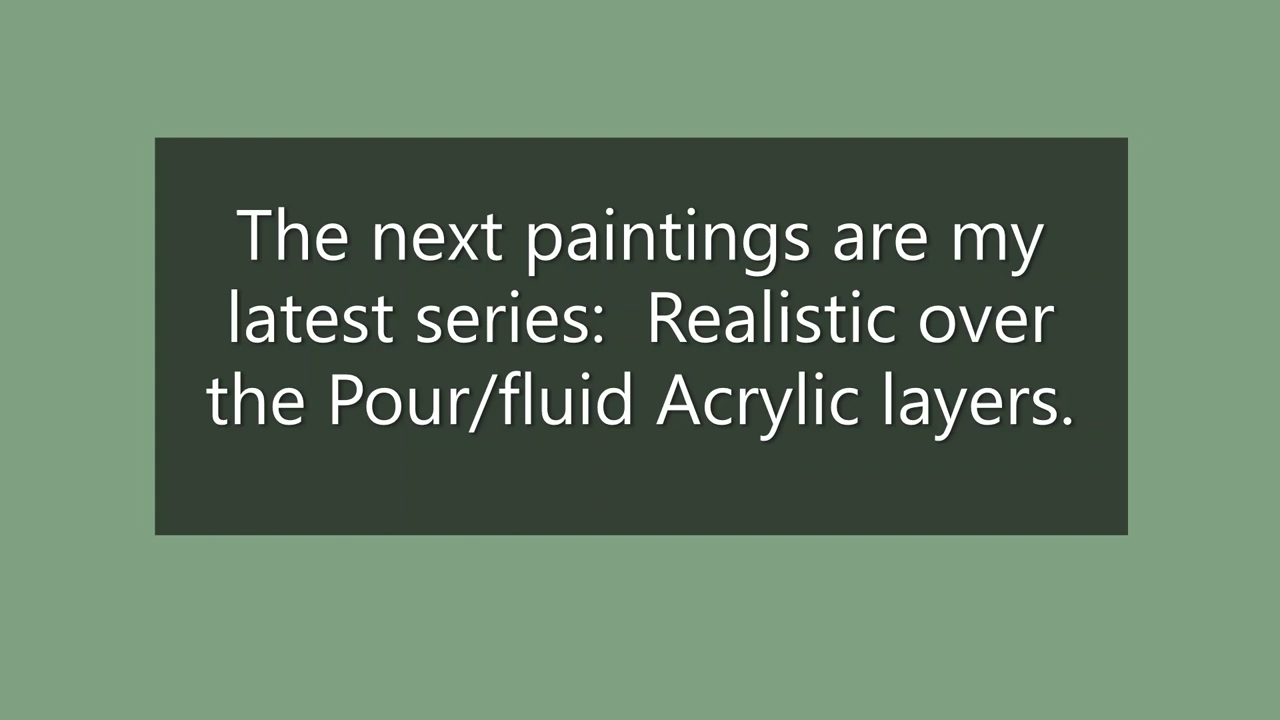 The next paintings are my
latest series:  Realistic over
the Pour/fluid Acrylic layers.